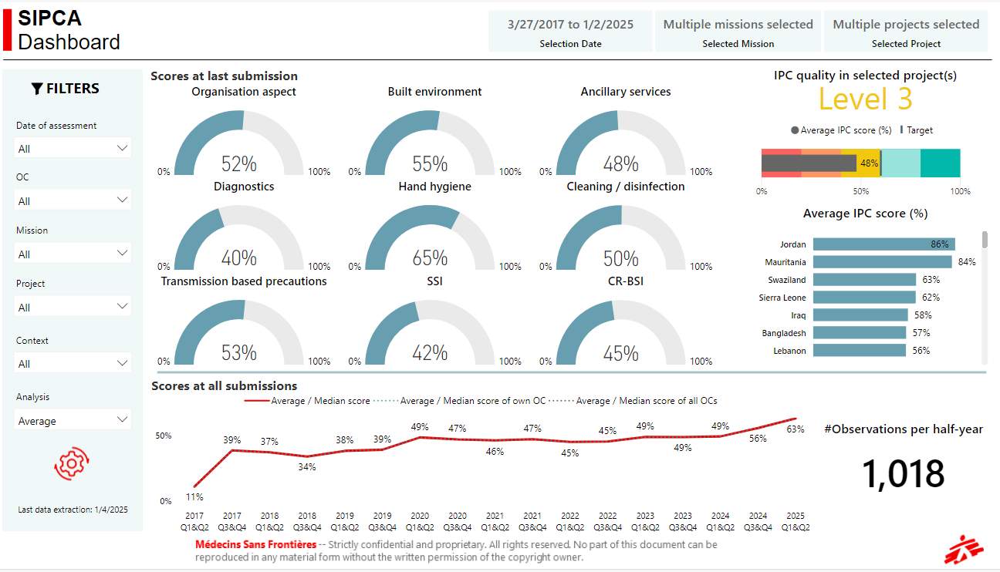 SIPCA
Dashboard
3/27/2017 to 1/2/2025
Selection Date
Multiple missions selected
Selected Mission
Multiple projects selected
Selected Project
FILTERS
Date of assessment
All
OC
All
Mission
All
Project
All
Context
All
Analysis
Average
Last data extraction: 1/4/2025
Scores at last submission
Organisation aspect
0% 52% 100%
Built environment
0% 55% 100%
Ancillary services
0% 48% 100%
Diagnostics
0% 40% 100%
Hand hygiene
0% 65% 100%
Cleaning / disinfection
0% 50% 100%
Transmission based precautions
0% 53% 100%
SSI
0% 42% 100%
CR-BSI
0% 45% 100%
IPC quality in selected project(s)
Level 3
Average IPC score (%) Target
48%
0% 50% 100%
Average IPC score (%)
Jordan 86%
Mauritania 84%
Swaziland 63%
Sierra Leone 62%
Iraq 58%
Bangladesh 57%
Lebanon 56%
Scores at all submissions
Average / Median score Average / Median score of own OC Average / Median score of all OCs
50%
0%
11% 39% 37% 34% 38% 39% 49% 47% 46% 47% 45% 45% 49% 49% 49% 56% 63%
2017 2017 2018 2018 2019 2019 2020 2020 2021 2021 2022 2022 2023 2023 2024 2024 2025
Q1&Q2 Q3&Q4 Q1&Q2 Q3&Q4 Q1&Q2 Q3&Q4 Q1&Q2 Q3&Q4 Q1&Q2 Q3&Q4 Q1&Q2 Q3&Q4 Q1&Q2 Q3&Q4 Q1&Q2 Q3&Q4 Q1&Q2
#Observations per half-year
1,018
Médecins Sans Frontières -- Strictly confidential and proprietary. All rights reserved. No part of this document can be
reproduced in any material form without the written permission of the copyright owner.